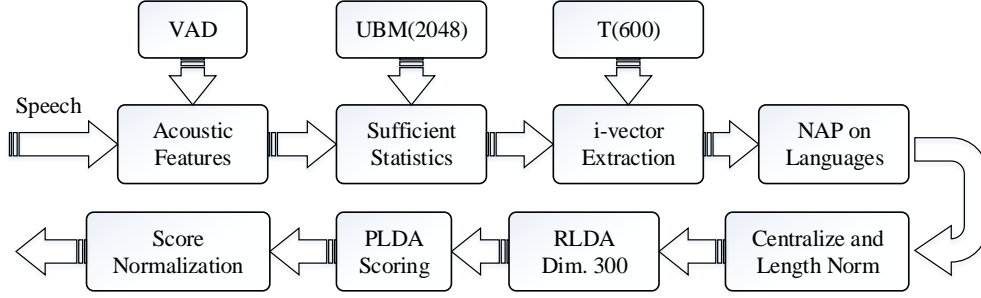 VAD
UBM(2048)
T(600)
Speech
Acoustic
Features
Sufficient
Statistics
i-vector
Extraction
NAP on
Languages
Centralize and
Length Norm
RLDA
Dim. 300
PLDA
Scoring
Score
Normalization